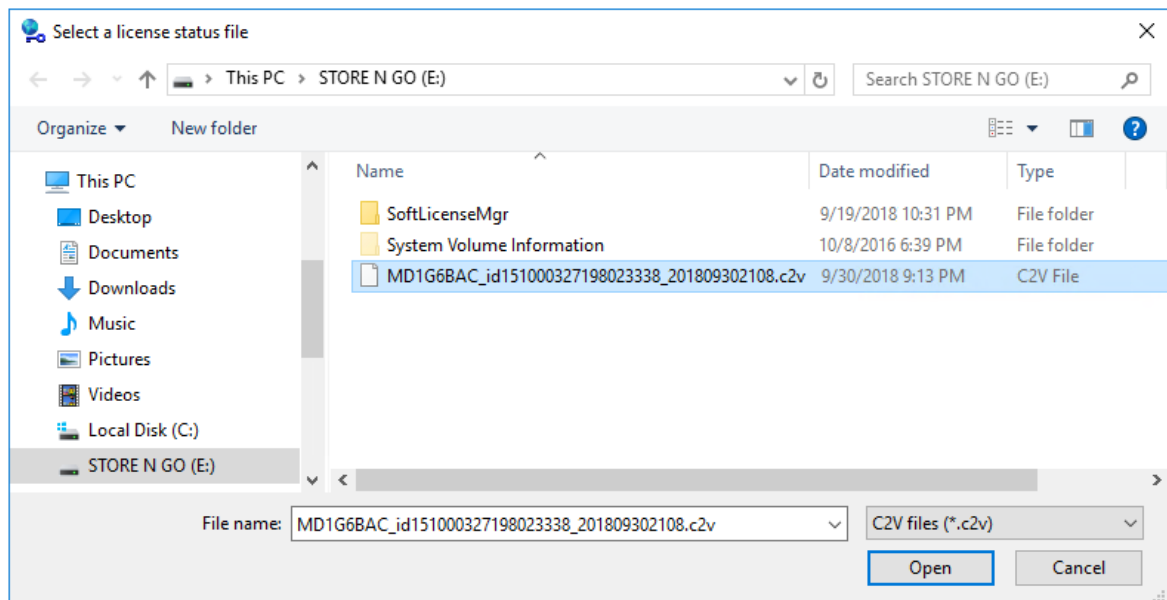 Select a license status file
This PC > STORE N GO (E:)
Search STORE N GO (E:)
Organize
New folder
?
This PC
Desktop
Documents
Downloads
Music
Pictures
Videos
Local Disk (C:)
STORE N GO (E:)
Name Date modified Type
SoftLicenseMgr 9/19/2018 10:31 PM File folder
System Volume Information 10/8/2016 6:39 PM File folder
MD1G6BAC_id151000327198023338_201809302108.c2v 9/30/2018 9:13 PM C2V File
File name: MD1G6BAC_id151000327198023338_201809302108.c2v C2V files (*.c2v)
Open Cancel